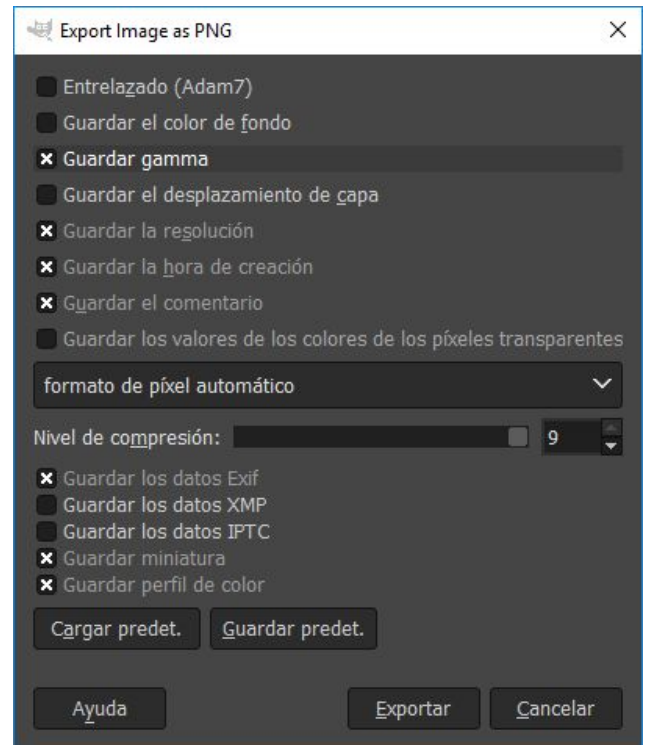 Export Image as PNG
Entrelazado (Adam7)
Guardar el color de fondo
Guardar gamma
Guardar el desplazamiento de capa
Guardar la resolución
Guardar la hora de creación
Guardar el comentario
Guardar los valores de los colores de los píxeles transparentes
formato de píxel automático
Nivel de compresión: 9
Guardar los datos Exif
Guardar los datos XMP
Guardar los datos IPTC
Guardar miniatura
Guardar perfil de color
Cargar predet. Guardar predet.
Ayuda Exportar Cancelar